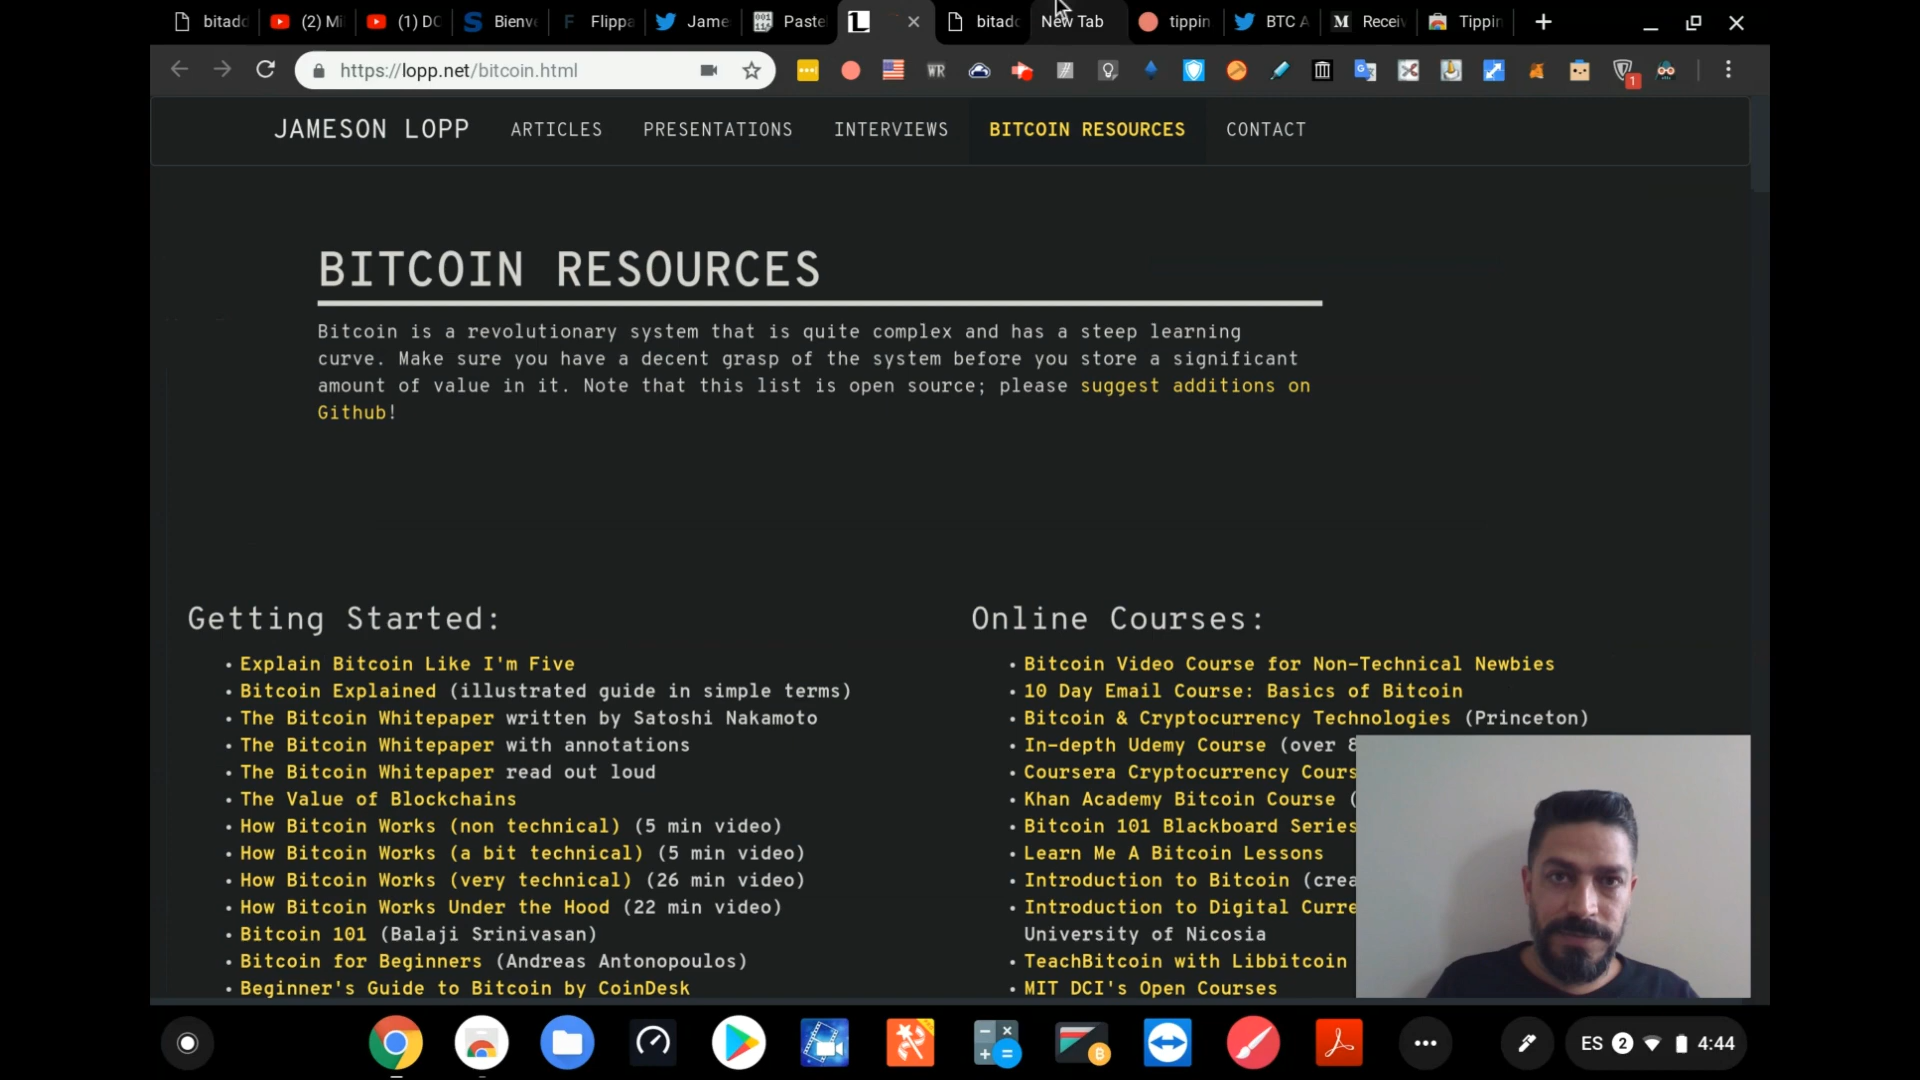 bitadd
(2) Mi
(1) DC
Bienve
Flippa
Jame
Paste
bitadd
New Tab
tippin
BTC A
Receiv
Tippin
https://lopp.net/bitcoin.html
WR
1
JAMESON LOPP
ARTICLES
PRESENTATIONS
INTERVIEWS
BITCOIN RESOURCES
CONTACT
BITCOIN RESOURCES
Bitcoin is a revolutionary system that is quite complex and has a steep learning
curve. Make sure you have a decent grasp of the system before you store a significant
amount of value in it. Note that this list is open source; please suggest additions on
Github!
Getting Started:
• Explain Bitcoin Like I'm Five
• Bitcoin Explained (illustrated guide in simple terms)
• The Bitcoin Whitepaper written by Satoshi Nakamoto
• The Bitcoin Whitepaper with annotations
• The Bitcoin Whitepaper read out loud
• The Value of Blockchains
• How Bitcoin Works (non technical) (5 min video)
• How Bitcoin Works (a bit technical) (5 min video)
• How Bitcoin Works (very technical) (26 min video)
• How Bitcoin Works Under the Hood (22 min video)
• Bitcoin 101 (Balaji Srinivasan)
• Bitcoin for Beginners (Andreas Antonopoulos)
• Beginner's Guide to Bitcoin by CoinDesk
Online Courses:
• Bitcoin Video Course for Non-Technical Newbies
• 10 Day Email Course: Basics of Bitcoin
• Bitcoin & Cryptocurrency Technologies (Princeton)
• In-depth Udemy Course (over 8
• Coursera Cryptocurrency Cours
• Khan Academy Bitcoin Course (
• Bitcoin 101 Blackboard Series
• Learn Me A Bitcoin Lessons
• Introduction to Bitcoin (crea
• Introduction to Digital Curre
University of Nicosia
• TeachBitcoin with Libbitcoin
• MIT DCI's Open Courses
ES 2 4:44